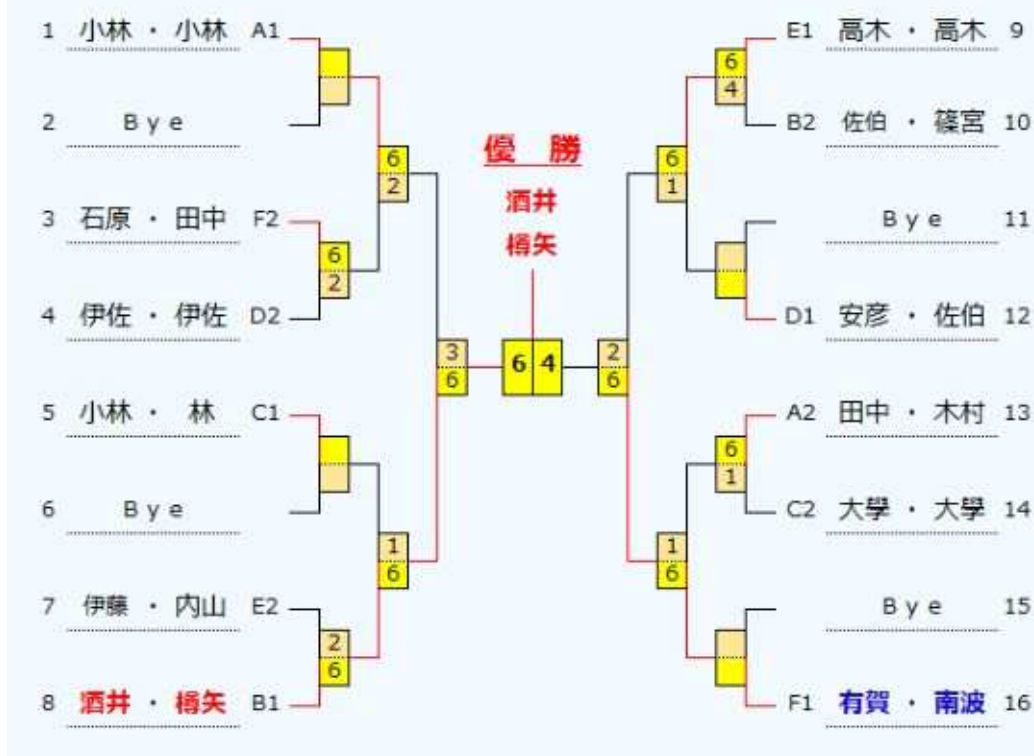 1 小林 ・ 小林 A1
2 Bye
3 石原 ・ 田中 F2
4 伊佐 ・ 伊佐 D2
5 小林 ・ 林 C1
6 Bye
7 伊藤 ・ 内山 E2
8 酒井 ・ 樽矢 B1
6
2
6
2
1
6
2
6
3
6
優 勝
酒井
樽矢
6 4
6
4
6
1
2
6
6
1
1
6
E1 高木 ・ 高木 9
B2 佐伯 ・ 篠宮 10
Bye 11
D1 安彦 ・ 佐伯 12
A2 田中 ・ 木村 13
C2 大學 ・ 大學 14
Bye 15
F1 有賀 ・ 南波 16